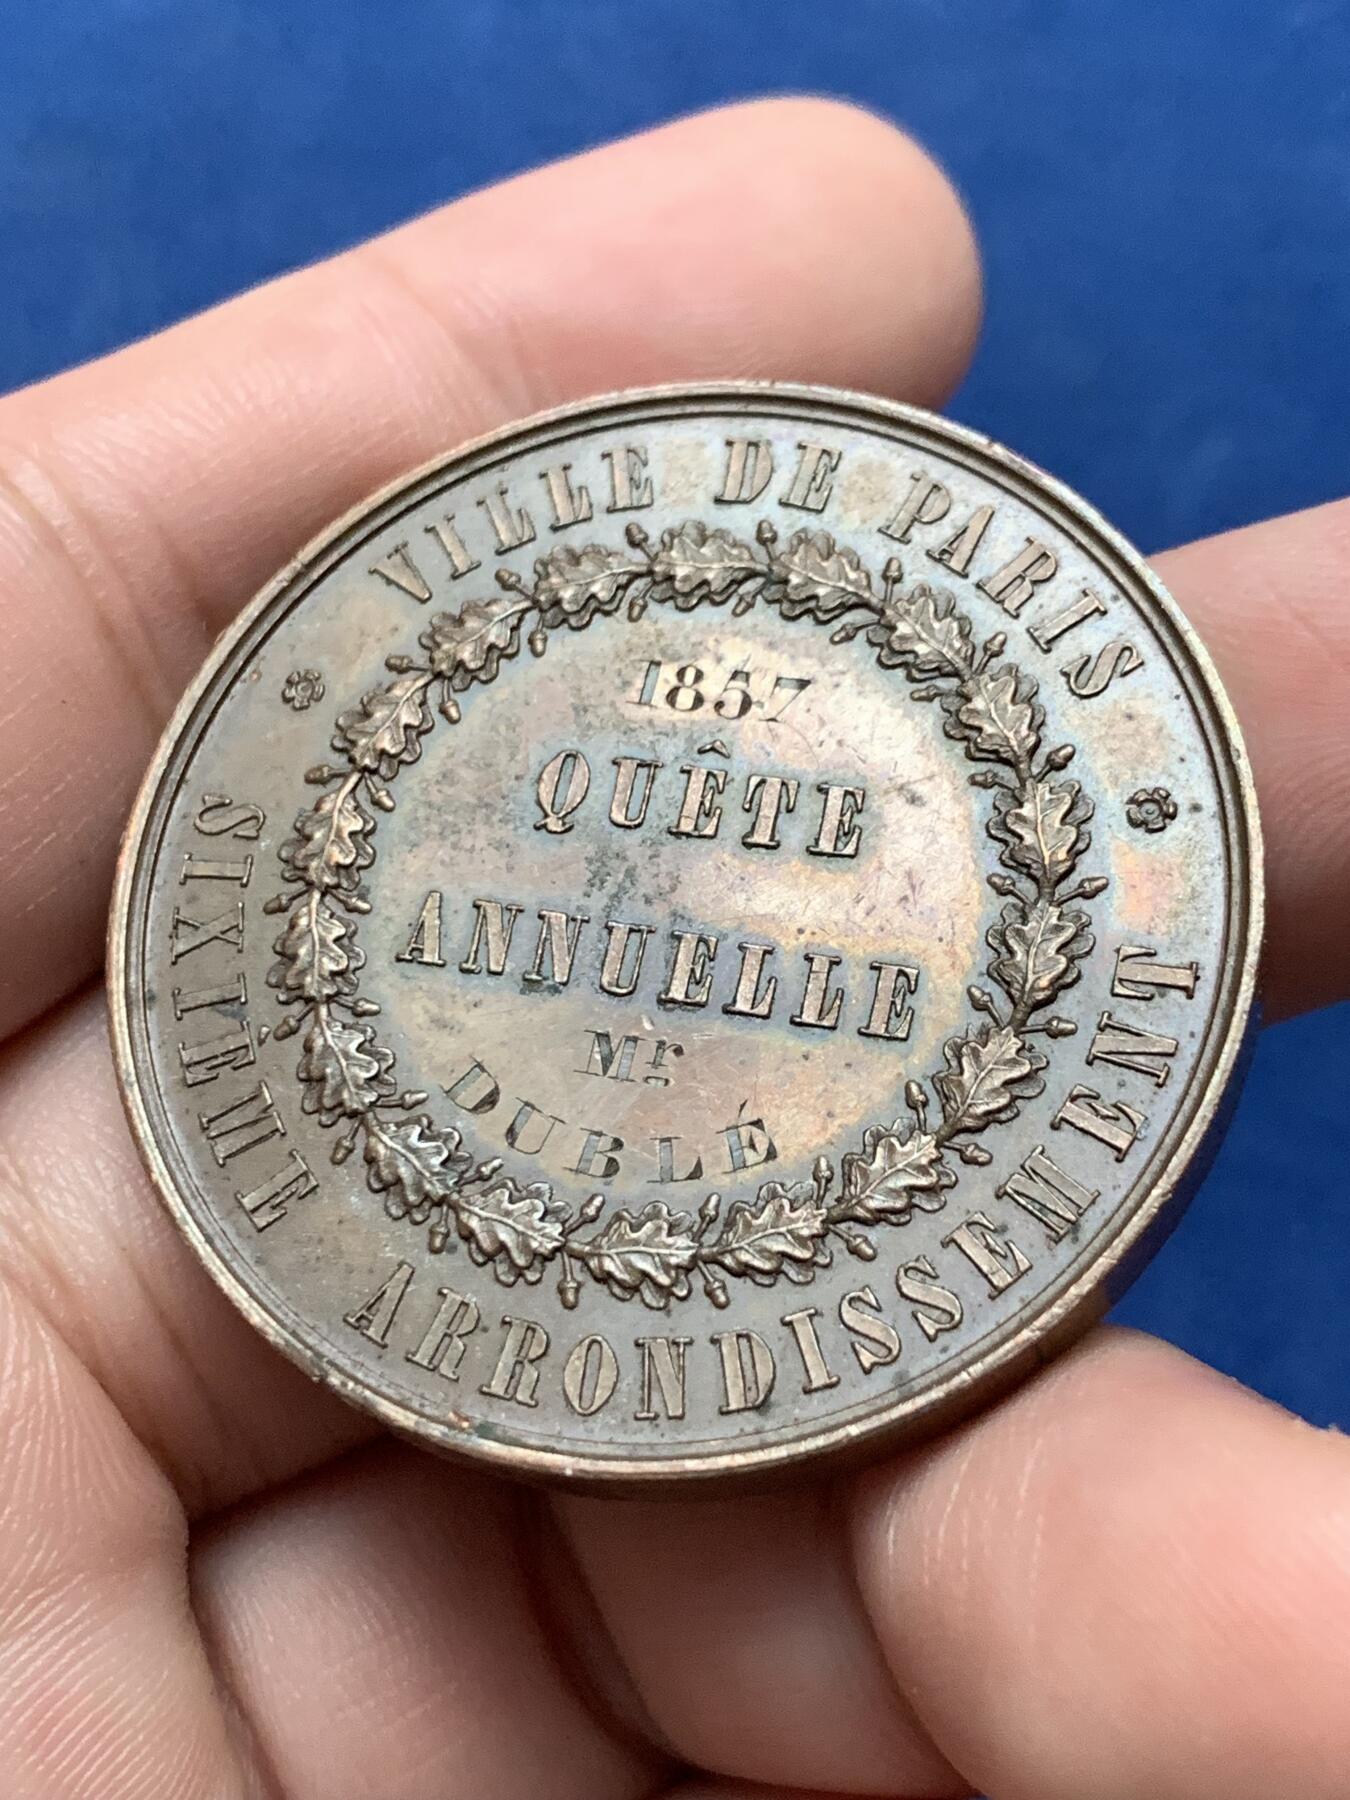 VILLE DE PARIS
1857
QUÊTE
ANNUELLE
Mr
DUBLÉ
SIXIÈME ARRONDISSEMENT